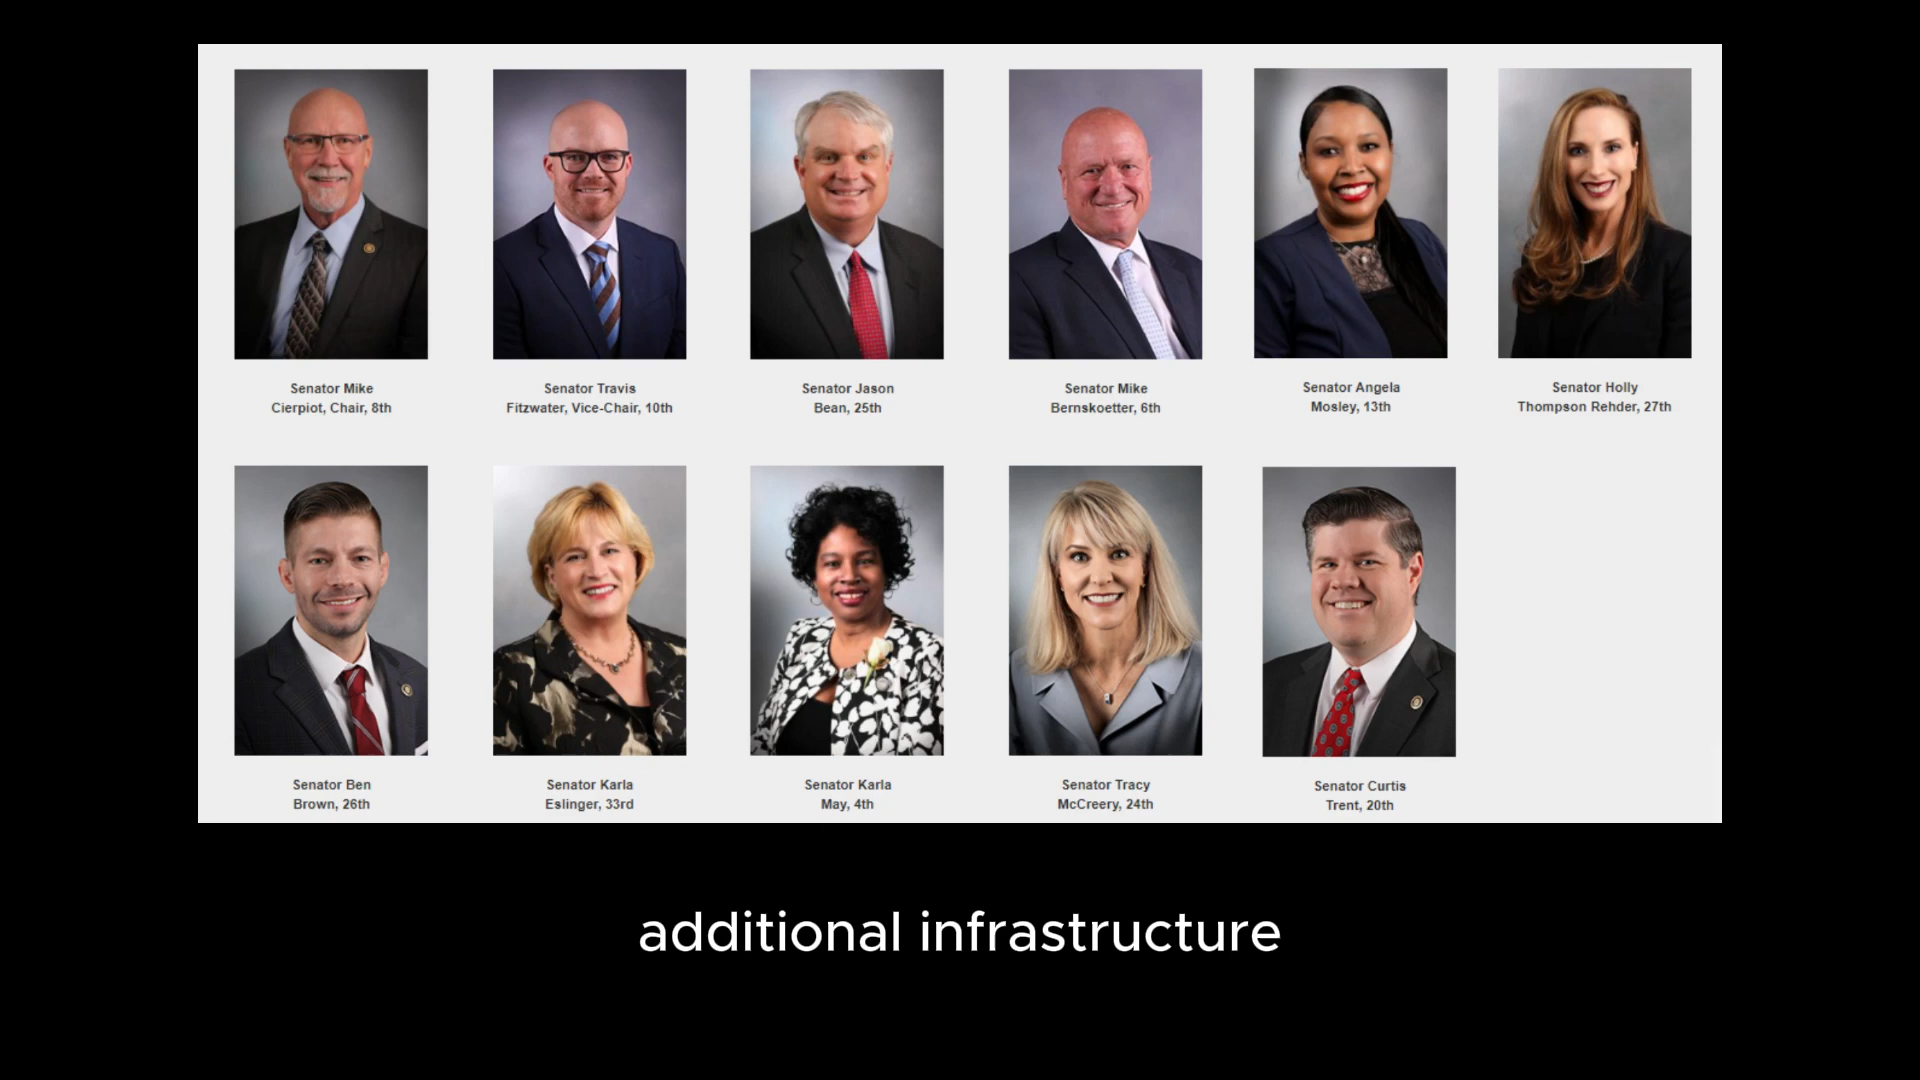 Senator Mike
Cierpiot, Chair, 8th
Senator Travis
Fitzwater, Vice-Chair, 10th
Senator Jason
Bean, 25th
Senator Mike
Bernskoetter, 6th
Senator Angela
Mosley, 13th
Senator Holly
Thompson Rehder, 27th
Senator Ben
Brown, 26th
Senator Karla
Eslinger, 33rd
Senator Karla
May, 4th
Senator Tracy
McCreery, 24th
Senator Curtis
Trent, 20th
additional infrastructure